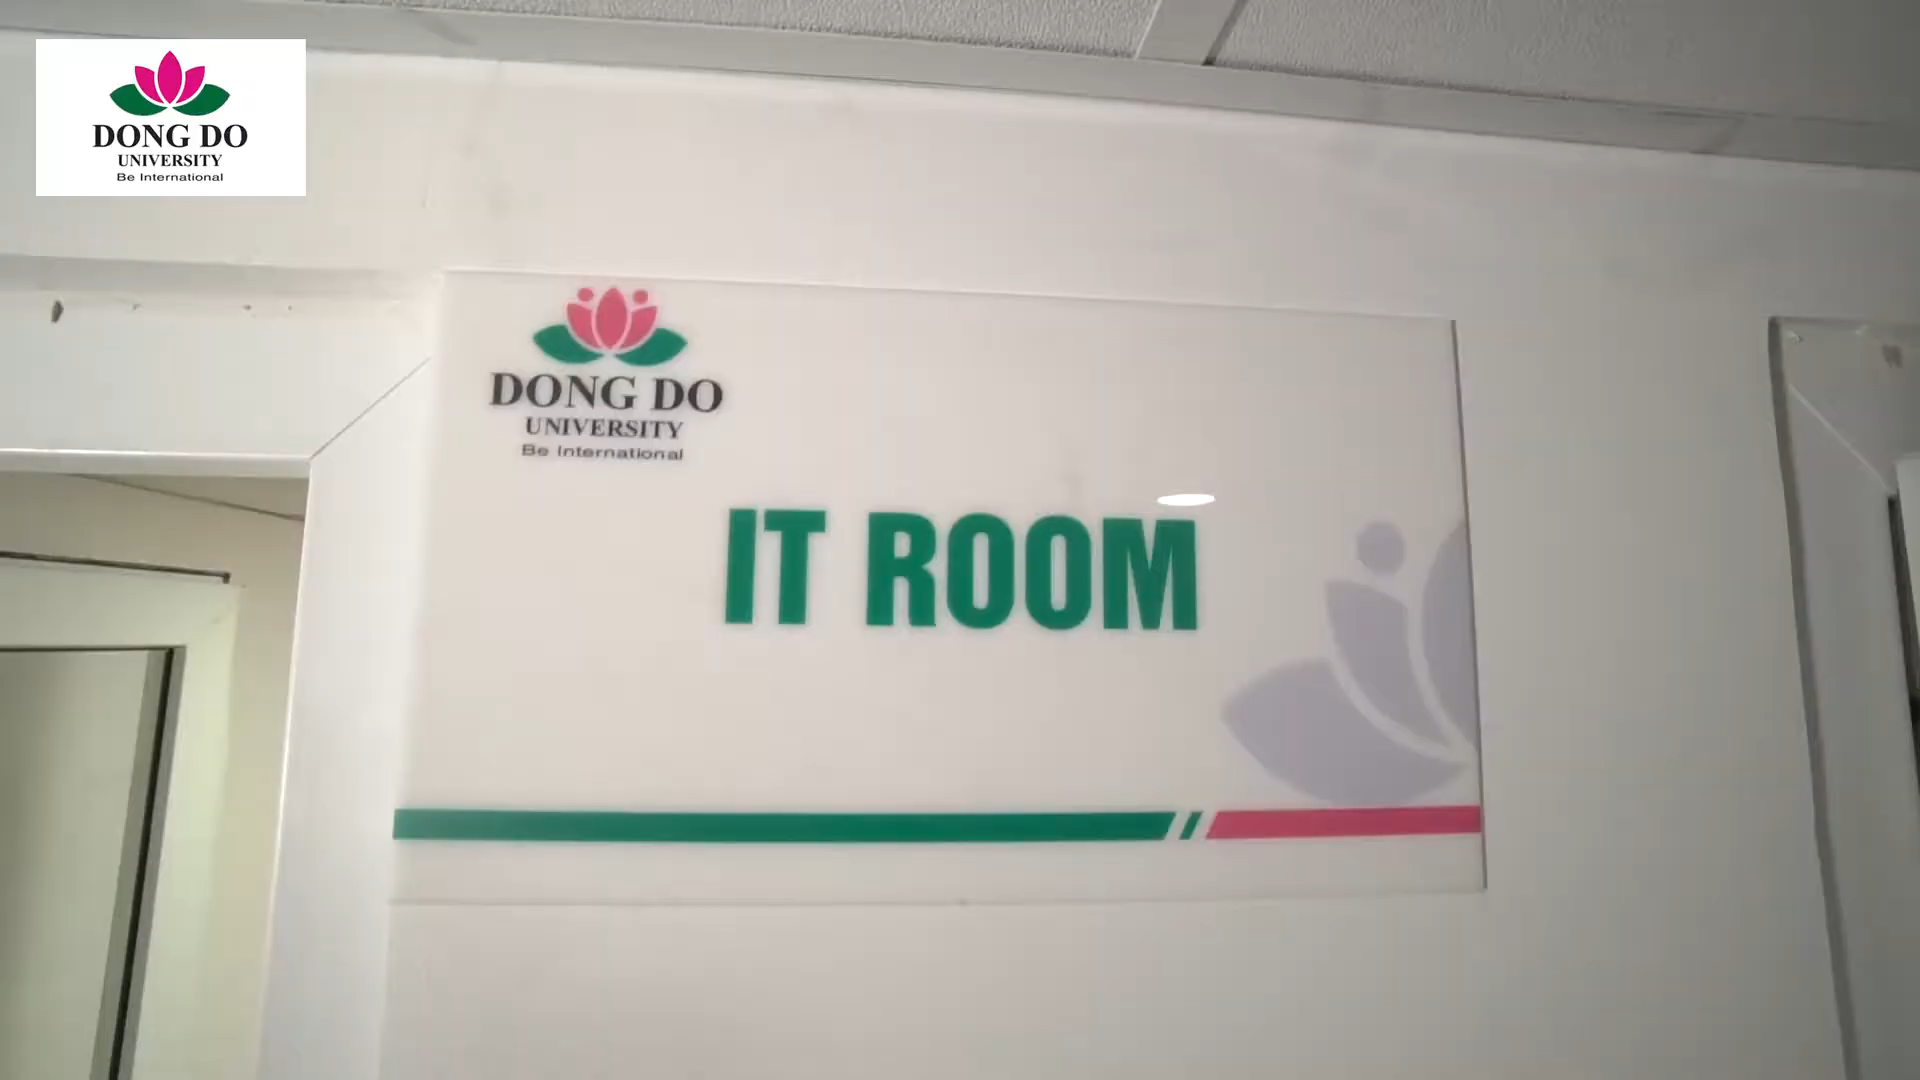 DONG DO
UNIVERSITY
Be International
DONG DO
UNIVERSITY
Be International
IT ROOM